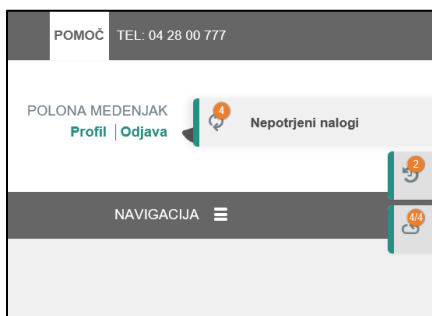 POMOČ TEL: 04 28 00 777
POLONA MEDENJAK
Profil | Odjava
4
Nepotrjeni nalogi
2
NAVIGACIJA
4/4